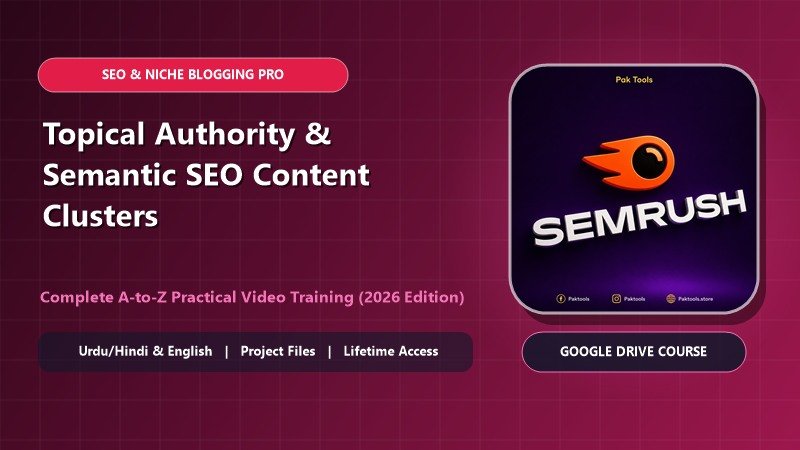 SEO & NICHE BLOGGING PRO
Topical Authority &
Semantic SEO Content
Clusters
Complete A-to-Z Practical Video Training (2026 Edition)
Urdu/Hindi & English | Project Files | Lifetime Access
Pak Tools
SEMRUSH
Paktools Paktools Paktools.store
GOOGLE DRIVE COURSE